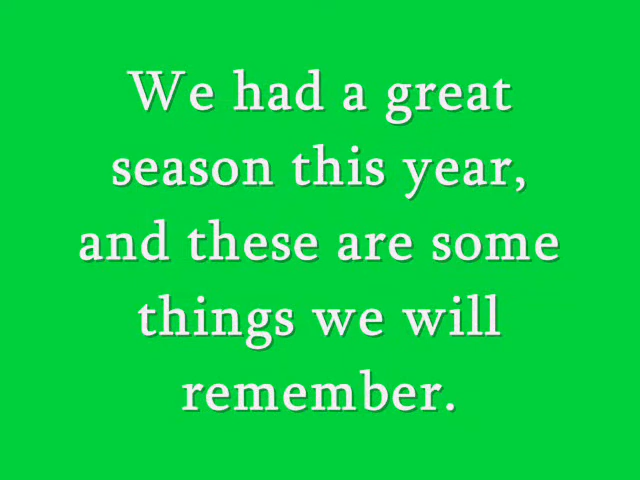 We had a great
season this year,
and these are some
things we will
remember.